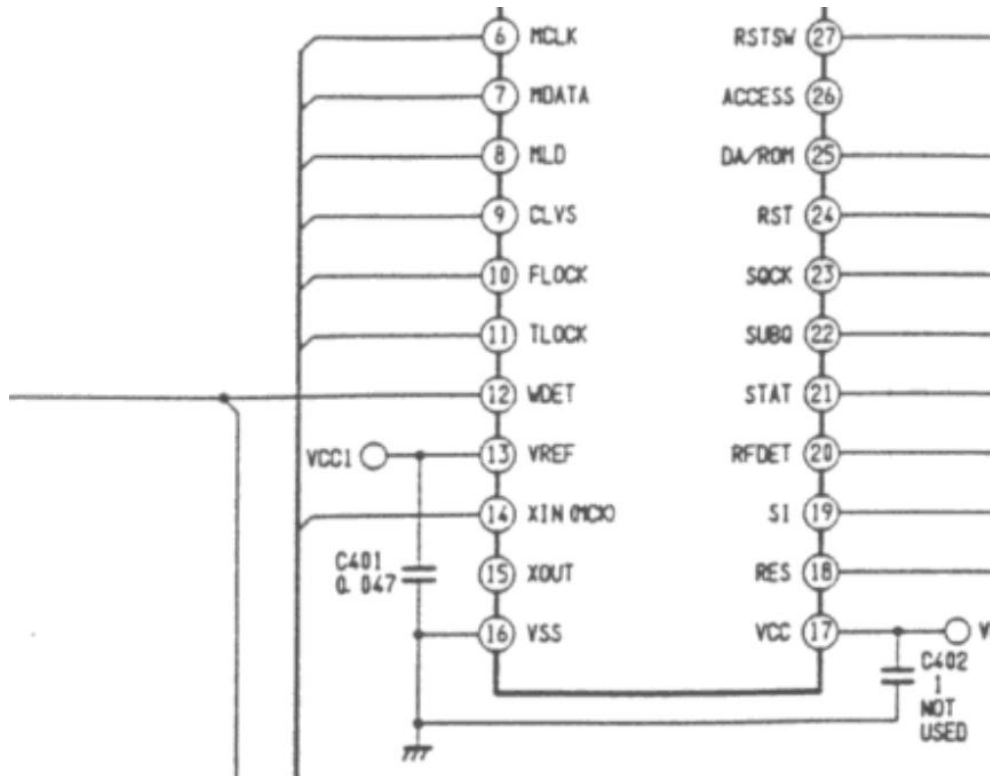 6 MCLK RSTSW 27
7 MDATA ACCESS 26
8 MLD DA/ROM 25
9 CLVS RST 24
10 FLOCK SQCK 23
11 TLOCK SUBQ 22
12 WDET STAT 21
VCC1 13 VREF RFDET 20
14 XIN(MCK) SI 19
C401
0.047
15 XOUT RES 18
16 VSS VCC 17 V
C402
1
NOT
USED